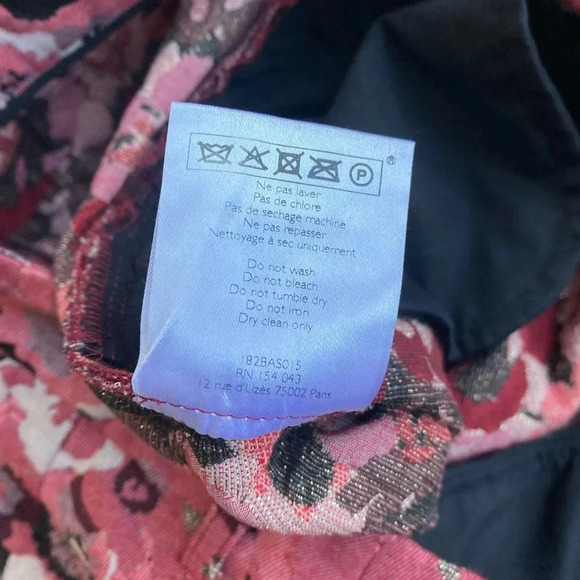 P ®
Ne pas laver
Pas de chlore
Pas de sechage machine
Ne pas repasser
Nettoyage à sec uniquement
Do not wash
Do not bleach
Do not tumble dry
Do not iron
Dry clean only
182BAS015
RN 154 043
12 rue d'Uzès 75002 Paris